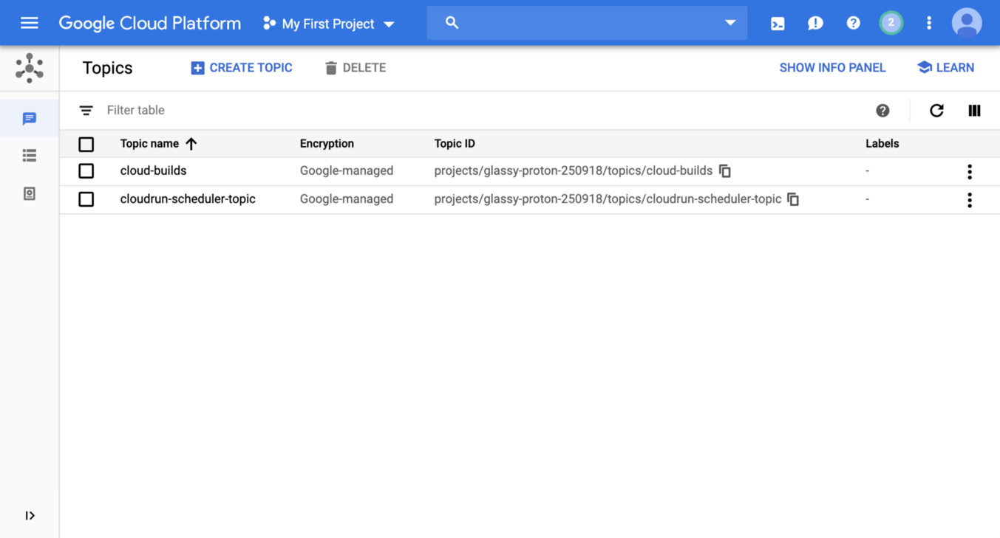 Google Cloud Platform My First Project 2
Topics CREATE TOPIC DELETE SHOW INFO PANEL LEARN
Filter table
Topic name Encryption Topic ID Labels
cloud-builds Google-managed projects/glassy-proton-250918/topics/cloud-builds -
cloudrun-scheduler-topic Google-managed projects/glassy-proton-250918/topics/cloudrun-scheduler-topic -